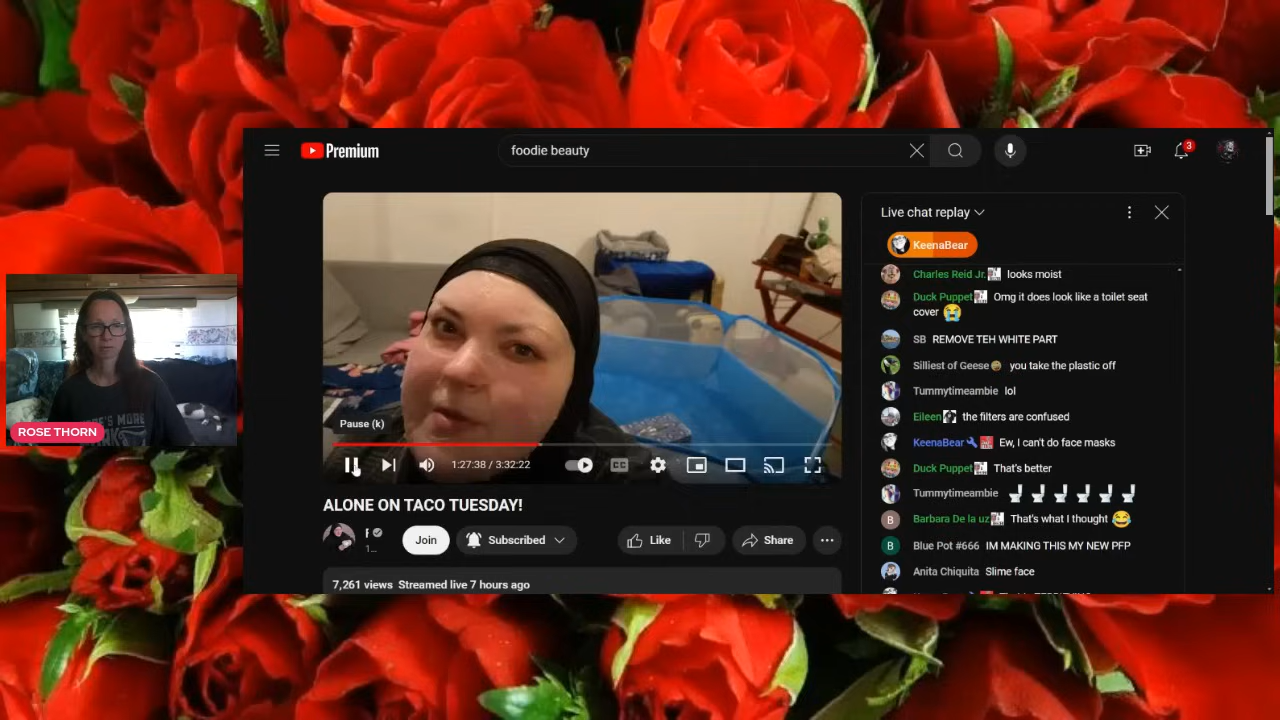 Premium
foodie beauty
3
Live chat replay
KeenaBear
Charles Reid Jr. looks moist
Duck Puppet Omg it does look like a toilet seat
cover
SB REMOVE TEH WHITE PART
Silliest of Geese you take the plastic off
Tummytimeambie lol
Eileen the filters are confused
KeenaBear Ew, I can't do face masks
Duck Puppet That's better
Tummytimeambie
B Barbara De la uz That's what I thought
B Blue Pot #666 IM MAKING THIS MY NEW PFP
Anita Chiquita Slime face
Pause (k)
1:27:38 / 3:32:22
CC
ALONE ON TACO TUESDAY!
F
1...
Join
Subscribed
Like
Share
7,261 views Streamed live 7 hours ago
ROSE THORN